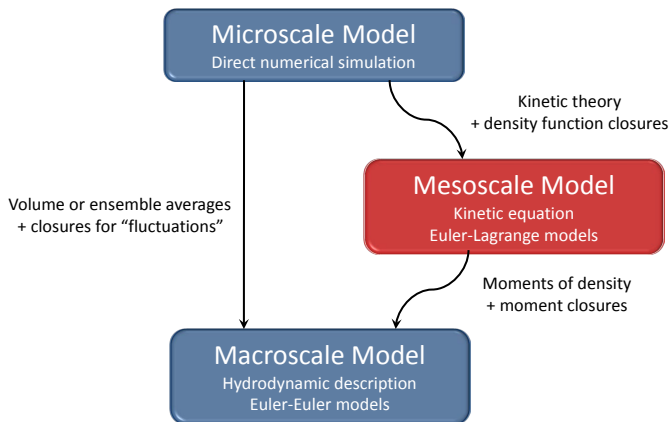 Microscale Model
Direct numerical simulation
Kinetic theory
+ density function closures
Mesoscale Model
Kinetic equation
Euler-Lagrange models
Volume or ensemble averages
+ closures for “fluctuations”
Moments of density
+ moment closures
Macroscale Model
Hydrodynamic description
Euler-Euler models